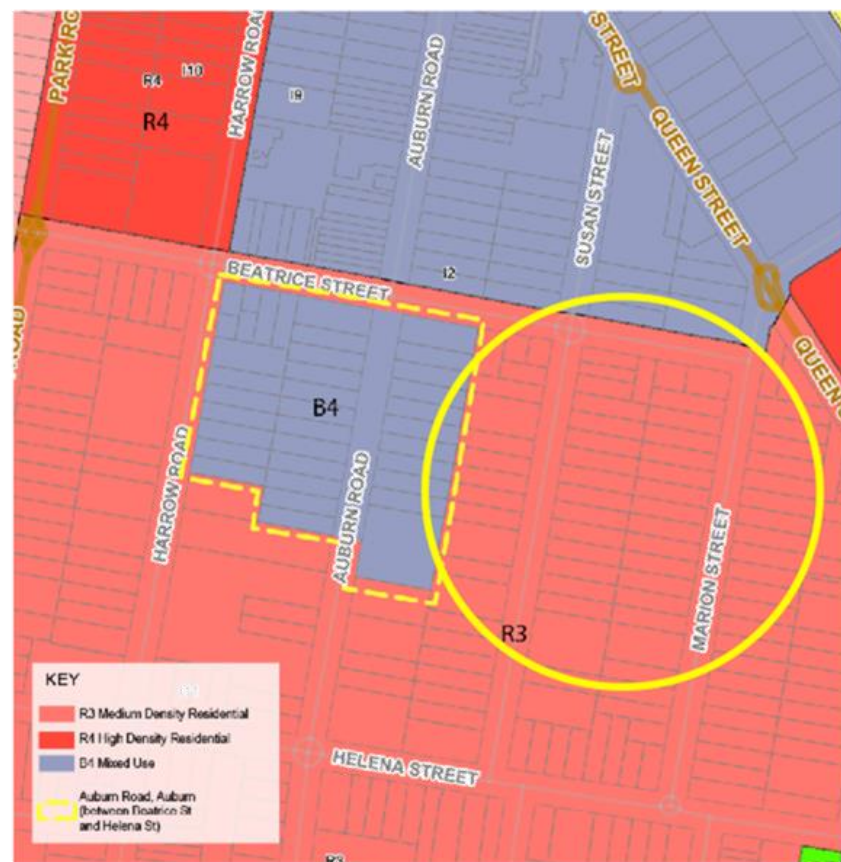 PARK RO
R4
I10
R4
HARROW ROAD
I9
AUBURN ROAD
STREET
QUEEN STREET
SUSAN STREET
BEATRICE STREET
I2
ROAD
QUEEN
B4
HARROW ROAD
AUBURN ROAD
MARION STREET
R3
HELENA STREET
KEY
R3 Medium Density Residential
R4 High Density Residential
B4 Mixed Use
Auburn Road, Auburn
(between Beatrice St
and Helena St)
R3